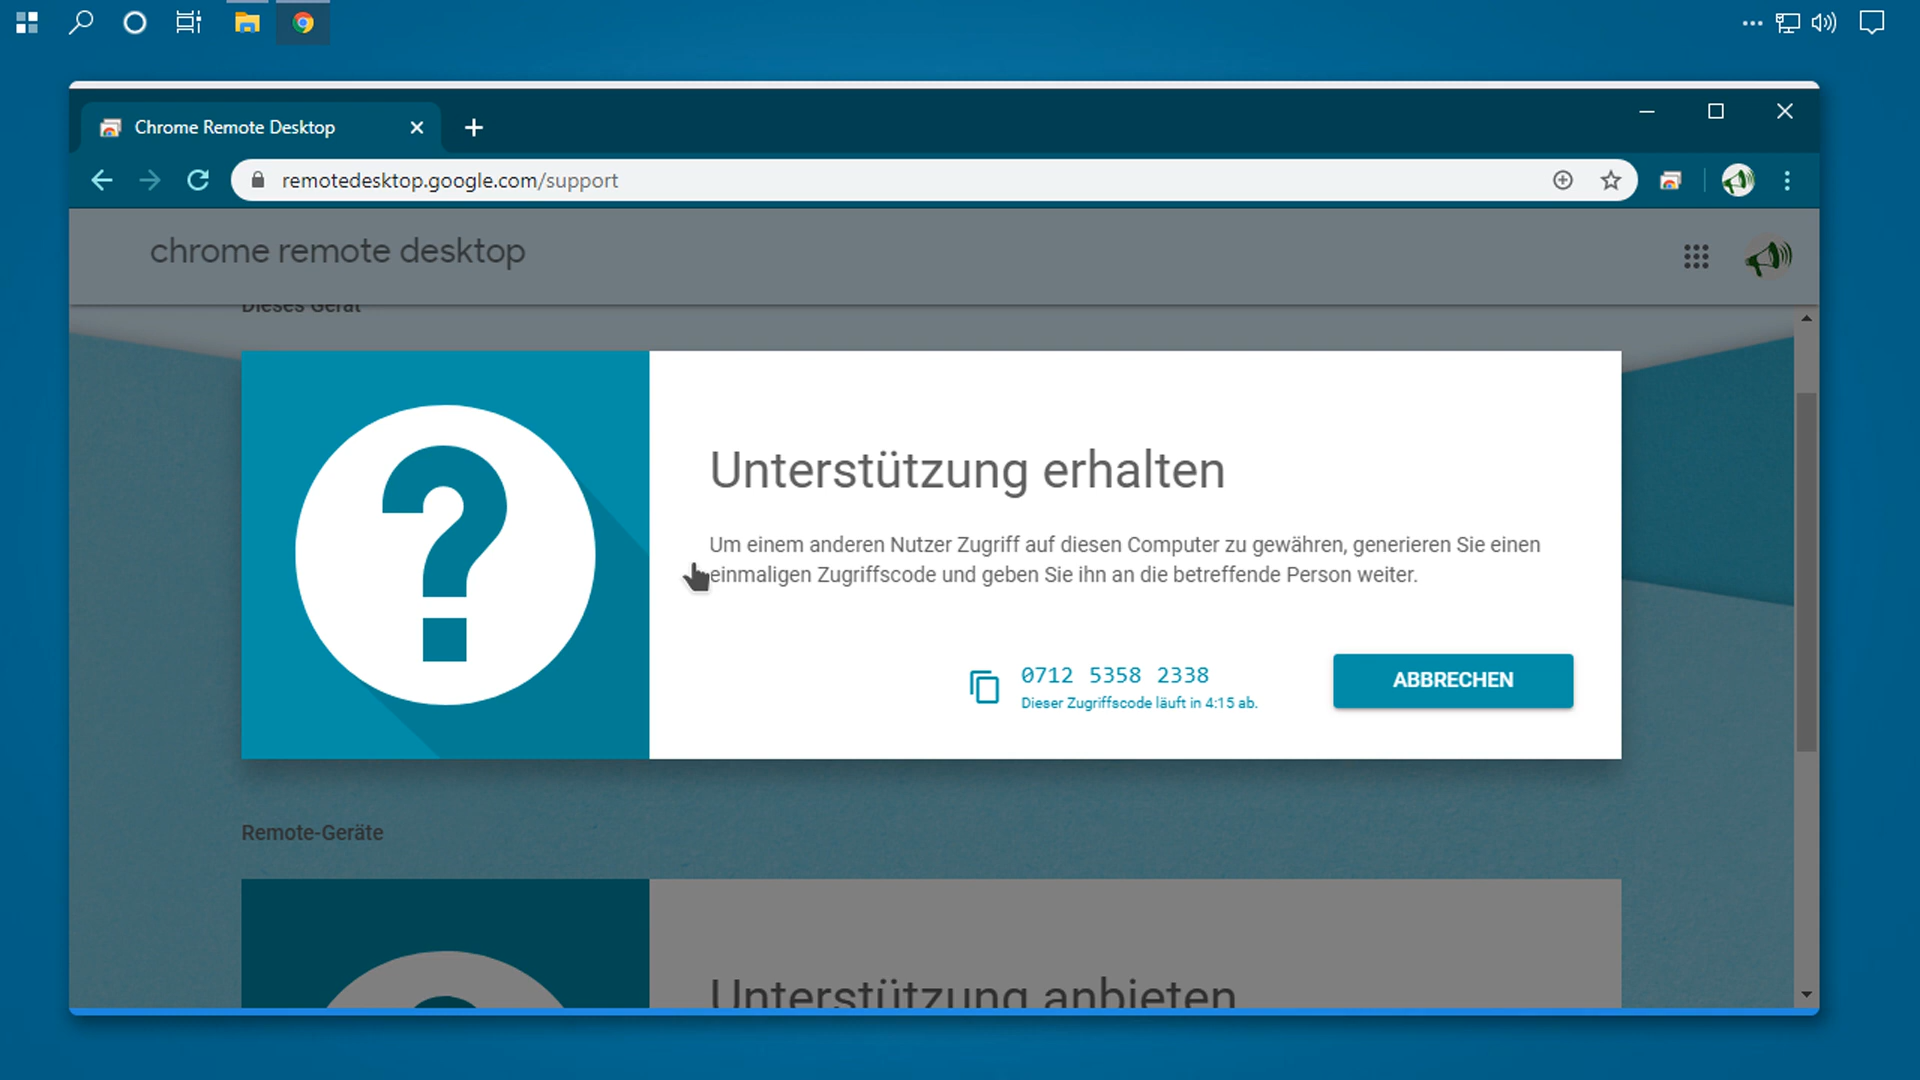 Chrome Remote Desktop
remotedesktop.google.com/support
chrome remote desktop
Dieses Gerät
Unterstützung erhalten
Um einem anderen Nutzer Zugriff auf diesen Computer zu gewähren, generieren Sie einen
einmaligen Zugriffscode und geben Sie ihn an die betreffende Person weiter.
0712 5358 2338
Dieser Zugriffscode läuft in 4:15 ab.
ABBRECHEN
Remote-Geräte
Unterstützung anbieten